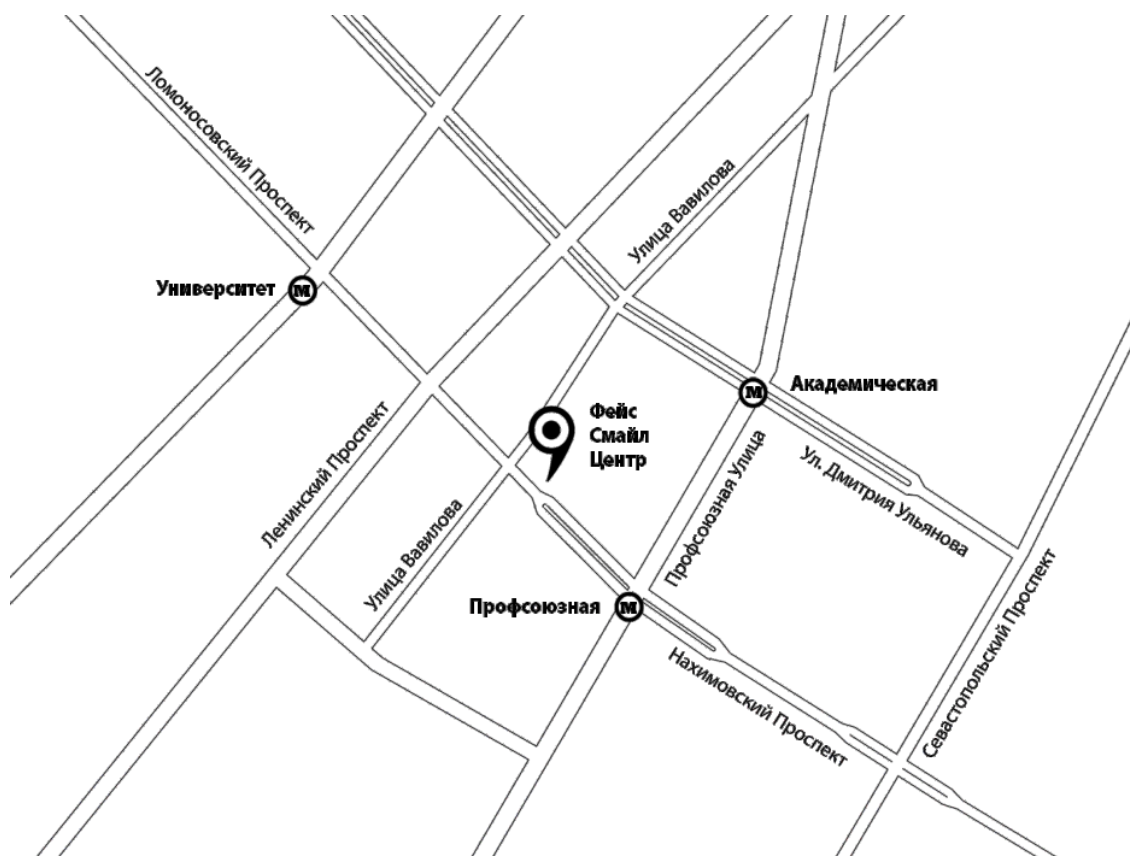 Ломоносовский Проспект
Улица Вавилова
Университет
М
Академическая
М
Фейс
Смайл
Центр
Ленинский Проспект
Улица Вавилова
Профсоюзная Улица
Ул. Дмитрия Ульянова
Профсоюзная
М
Нахимовский Проспект
Севастопольский Проспект